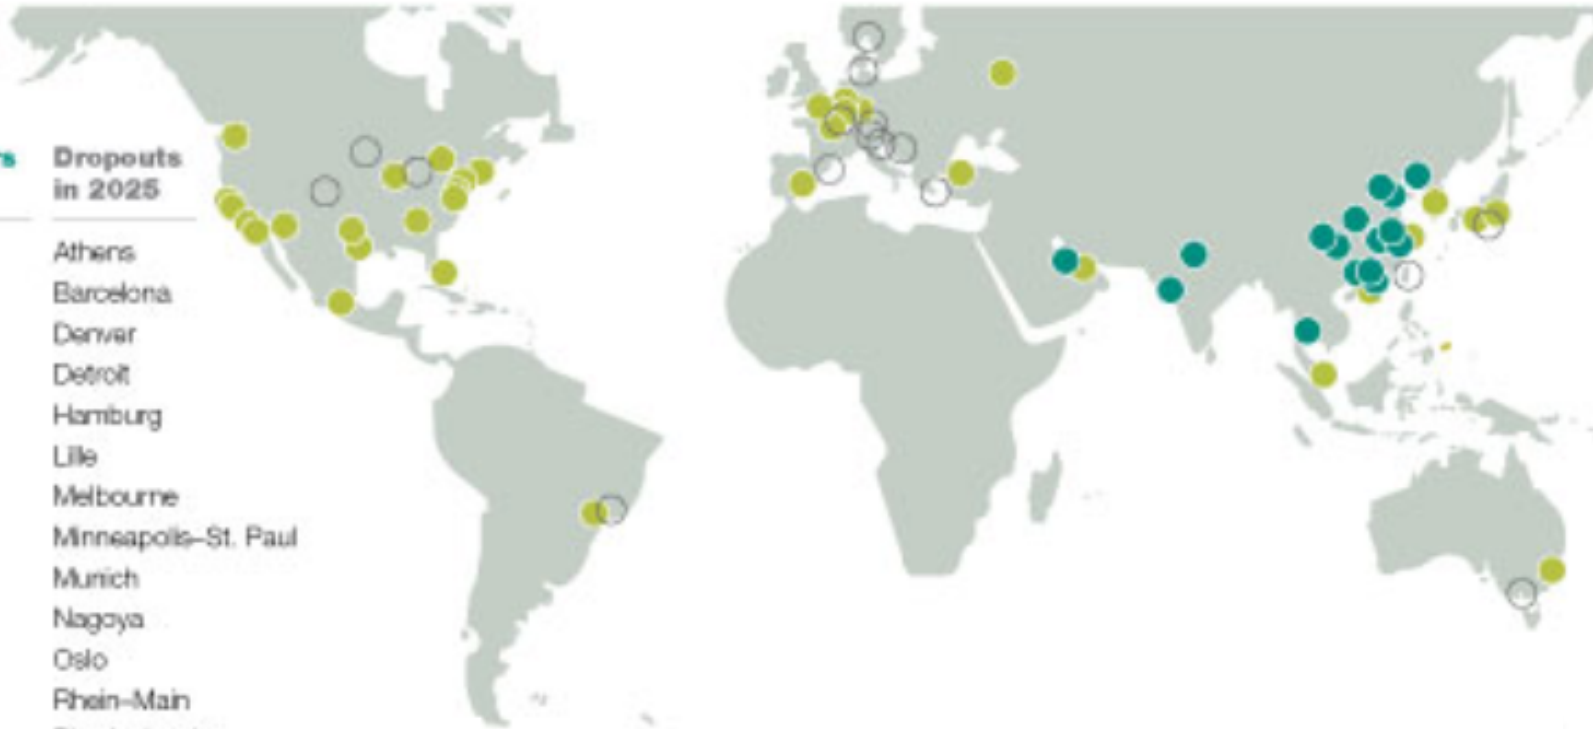 s
Dropouts
in 2025
Athens
Barcelona
Denver
Detroit
Hamburg
Lille
Melbourne
Minneapolis–St. Paul
Munich
Nagoya
Oslo
Rhein–Main